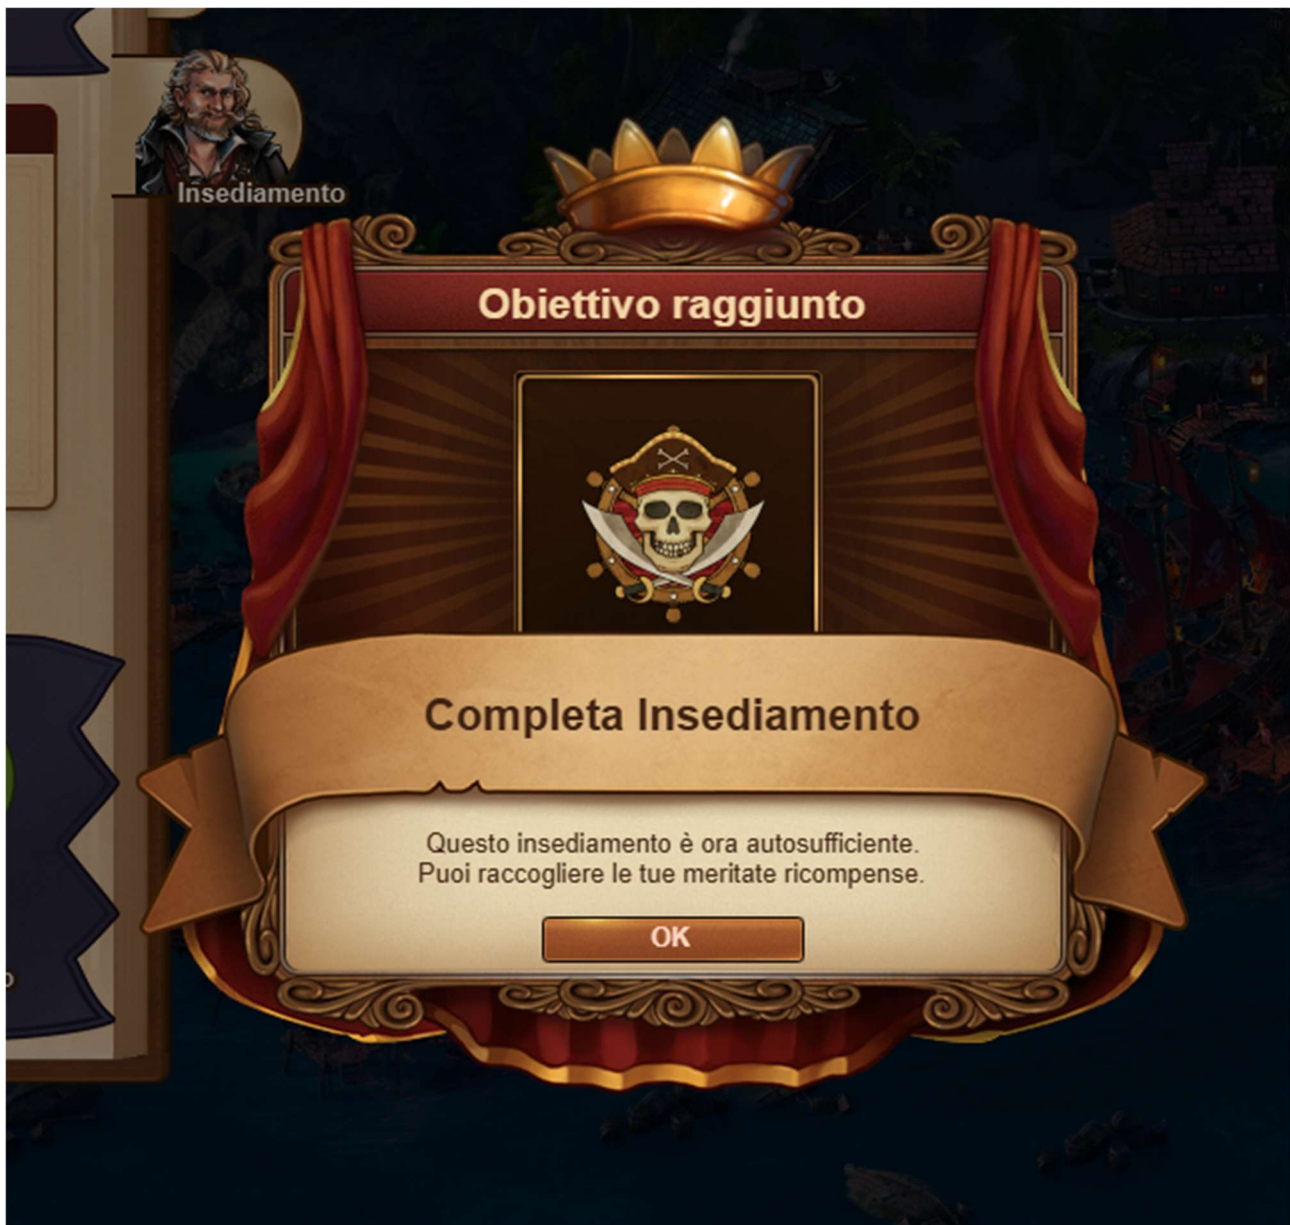 Insediamento
Obiettivo raggiunto
Completa Insediamento
Questo insediamento è ora autosufficiente.
Puoi raccogliere le tue meritate ricompense.
OK